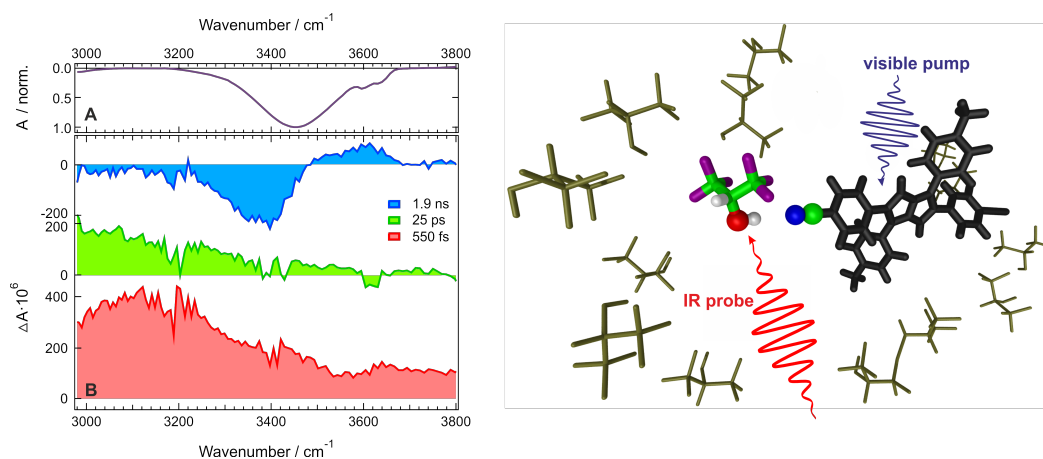 Wavenumber / cm⁻¹
3000 3200 3400 3600 3800
A / norm.
0.0
0.5
1.0
A
0
-200
1.9 ns
25 ps
550 fs
200
0
ΔA·10⁶
400
200
0
B
3000 3200 3400 3600 3800
Wavenumber / cm⁻¹
visible pump
IR probe